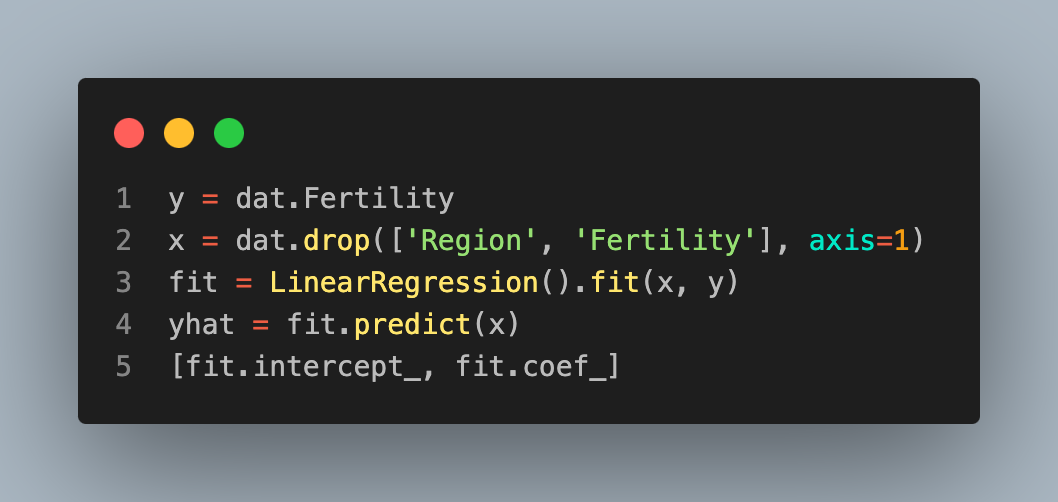 1 y = dat.Fertility
2 x = dat.drop(['Region', 'Fertility'], axis=1)
3 fit = LinearRegression().fit(x, y)
4 yhat = fit.predict(x)
5 [fit.intercept_, fit.coef_]